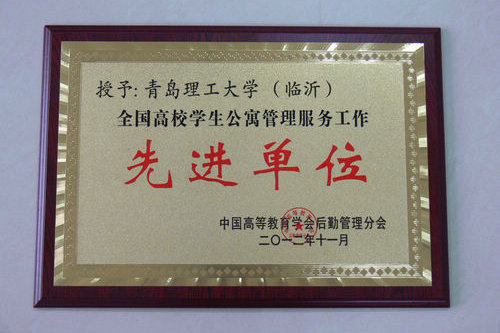 授予：青岛理工大学（临沂）
全国高校学生公寓管理服务工作
先进单位
中国高等教育学会后勤管理分会
二〇一二年十一月